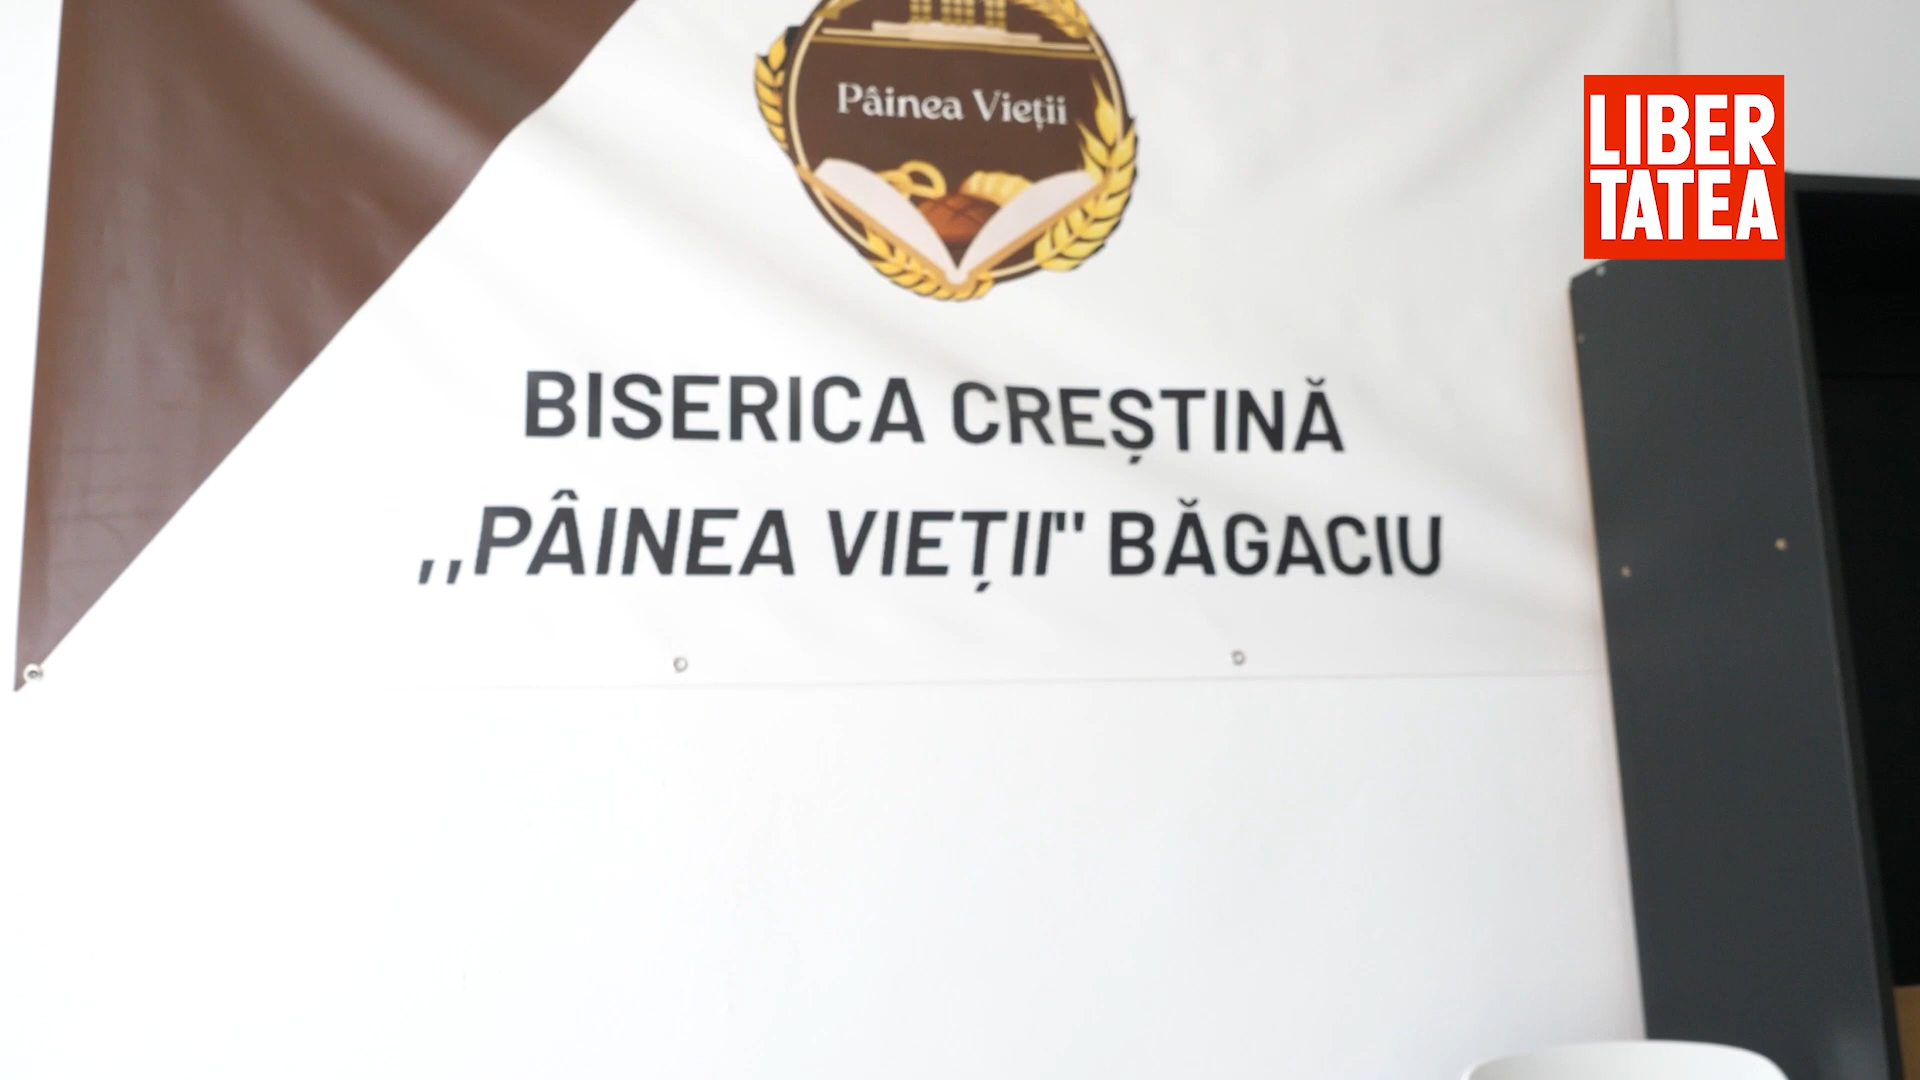 Pâinea Vieții
LIBER
TATEA
BISERICA CREȘTINĂ
,,PÂINEA VIEȚII" BĂGACIU